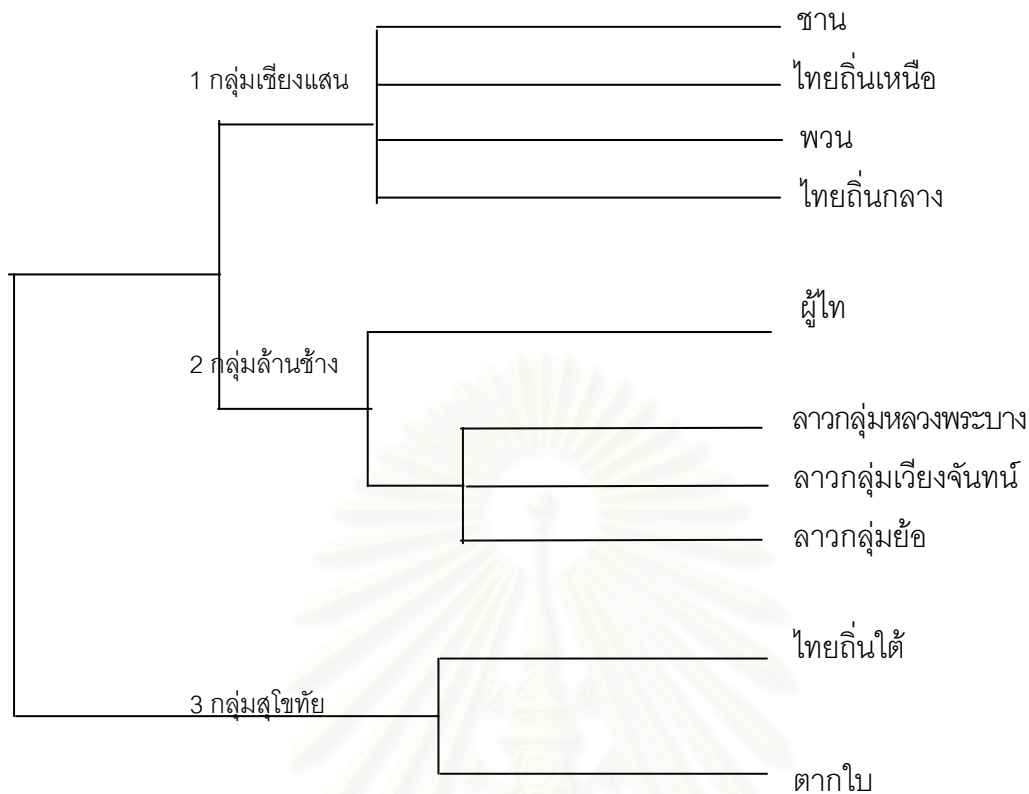 ชาน
1 กลุ่มเชียงแสน
ไทยถิ่นเหนือ
พวน
ไทยถิ่นกลาง
ผู้ไท
2 กลุ่มล้านช้าง
ลาวกลุ่มหลวงพระบาง
ลาวกลุ่มเวียงจันทน์
ลาวกลุ่มย้อ
ไทยถิ่นใต้
3 กลุ่มสุโขทัย
ตากใบ